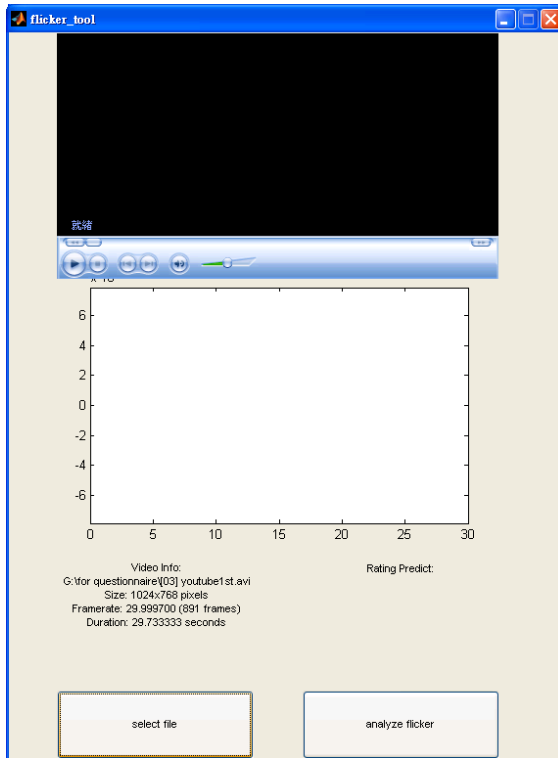 flicker_tool
就緒
6
4
2
0
-2
-4
-6
0 5 10 15 20 25 30
Video Info:
G:\for questionnaire\[03] youtube1st.avi
Size: 1024x768 pixels
Framerate: 29.999700 (891 frames)
Duration: 29.733333 seconds
Rating Predict:
select file
analyze flicker